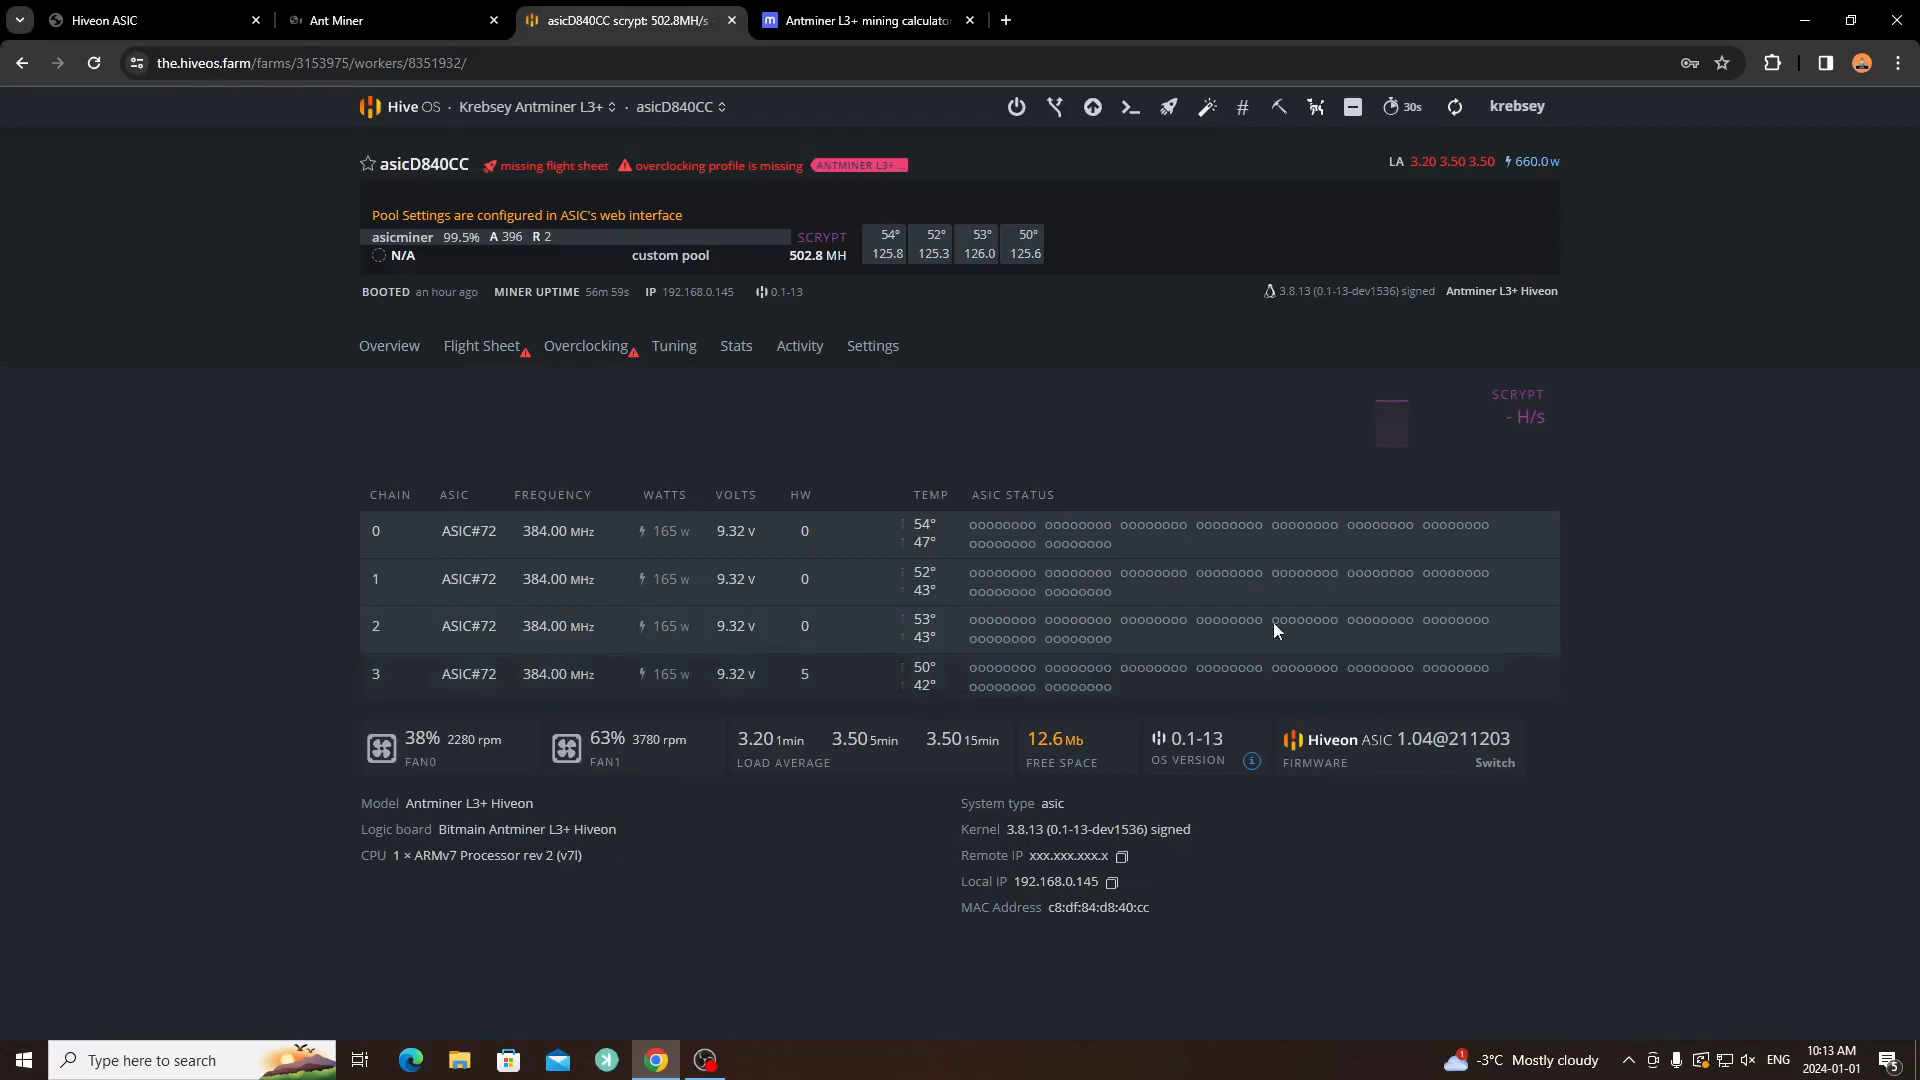 Hiveon ASIC
Ant Miner
asicD840CC scrypt: 502.8MH/s
Antminer L3+ mining calculato
the.hiveos.farm/farms/3153975/workers/8351932/
Hive OS · Krebsey Antminer L3+ · asicD840CC
30s
krebsey
asicD840CC missing flight sheet overclocking profile is missing ANTMINER L3+ ...
LA 3.20 3.50 3.50 660.0 w
Pool Settings are configured in ASIC's web interface
asicminer 99.5% A 396 R 2 SCRYPT 54° 52° 53° 50°
N/A custom pool 502.8 MH 125.8 125.3 126.0 125.6
BOOTED an hour ago MINER UPTIME 56m 59s IP 192.168.0.145 0.1-13
3.8.13 (0.1-13-dev1536) signed Antminer L3+ Hiveon
Overview Flight Sheet Overclocking Tuning Stats Activity Settings
SCRYPT
- H/s
CHAIN ASIC FREQUENCY WATTS VOLTS HW TEMP ASIC STATUS
0 ASIC#72 384.00 MHz 165 w 9.32 v 0 54° oooooooo oooooooo oooooooo oooooooo oooooooo oooooooo oooooooo
47° oooooooo oooooooo
1 ASIC#72 384.00 MHz 165 w 9.32 v 0 52° oooooooo oooooooo oooooooo oooooooo oooooooo oooooooo oooooooo
43° oooooooo oooooooo
2 ASIC#72 384.00 MHz 165 w 9.32 v 0 53° oooooooo oooooooo oooooooo oooooooo oooooooo oooooooo oooooooo
43° oooooooo oooooooo
3 ASIC#72 384.00 MHz 165 w 9.32 v 5 50° oooooooo oooooooo oooooooo oooooooo oooooooo oooooooo oooooooo
42° oooooooo oooooooo
38% 2280 rpm 63% 3780 rpm 3.20 1min 3.50 5min 3.50 15min 12.6 Mb 0.1-13 Hiveon ASIC 1.04@211203
FAN0 FAN1 LOAD AVERAGE FREE SPACE OS VERSION FIRMWARE Switch
Model Antminer L3+ Hiveon
Logic board Bitmain Antminer L3+ Hiveon
CPU 1 × ARMv7 Processor rev 2 (v7l)
System type asic
Kernel 3.8.13 (0.1-13-dev1536) signed
Remote IP xxx.xxx.xxx.x
Local IP 192.168.0.145
MAC Address c8:df:84:d8:40:cc
Type here to search
1
-3°C Mostly cloudy
ENG
10:13 AM
2024-01-01
5